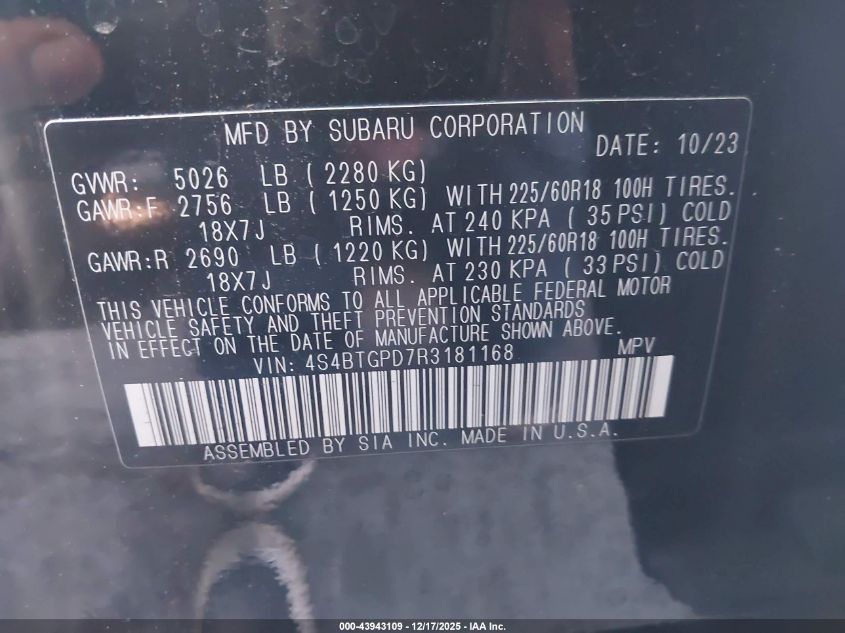 MFD BY SUBARU CORPORATION
DATE: 10/23
GVWR: 5026 LB ( 2280 KG)
GAWR:F 2756 LB ( 1250 KG) WITH 225/60R18 100H TIRES.
18X7J RIMS. AT 240 KPA ( 35 PSI) COLD
GAWR:R 2690 LB ( 1220 KG) WITH 225/60R18 100H TIRES.
18X7J RIMS. AT 230 KPA ( 33 PSI) COLD
THIS VEHICLE CONFORMS TO ALL APPLICABLE FEDERAL MOTOR
VEHICLE SAFETY AND THEFT PREVENTION STANDARDS
IN EFFECT ON THE DATE OF MANUFACTURE SHOWN ABOVE.
VIN: 4S4BTGPD7R3181168 MPV
ASSEMBLED BY SIA INC. MADE IN U.S.A.
000-43943109 - 12/17/2025 - IAA Inc.